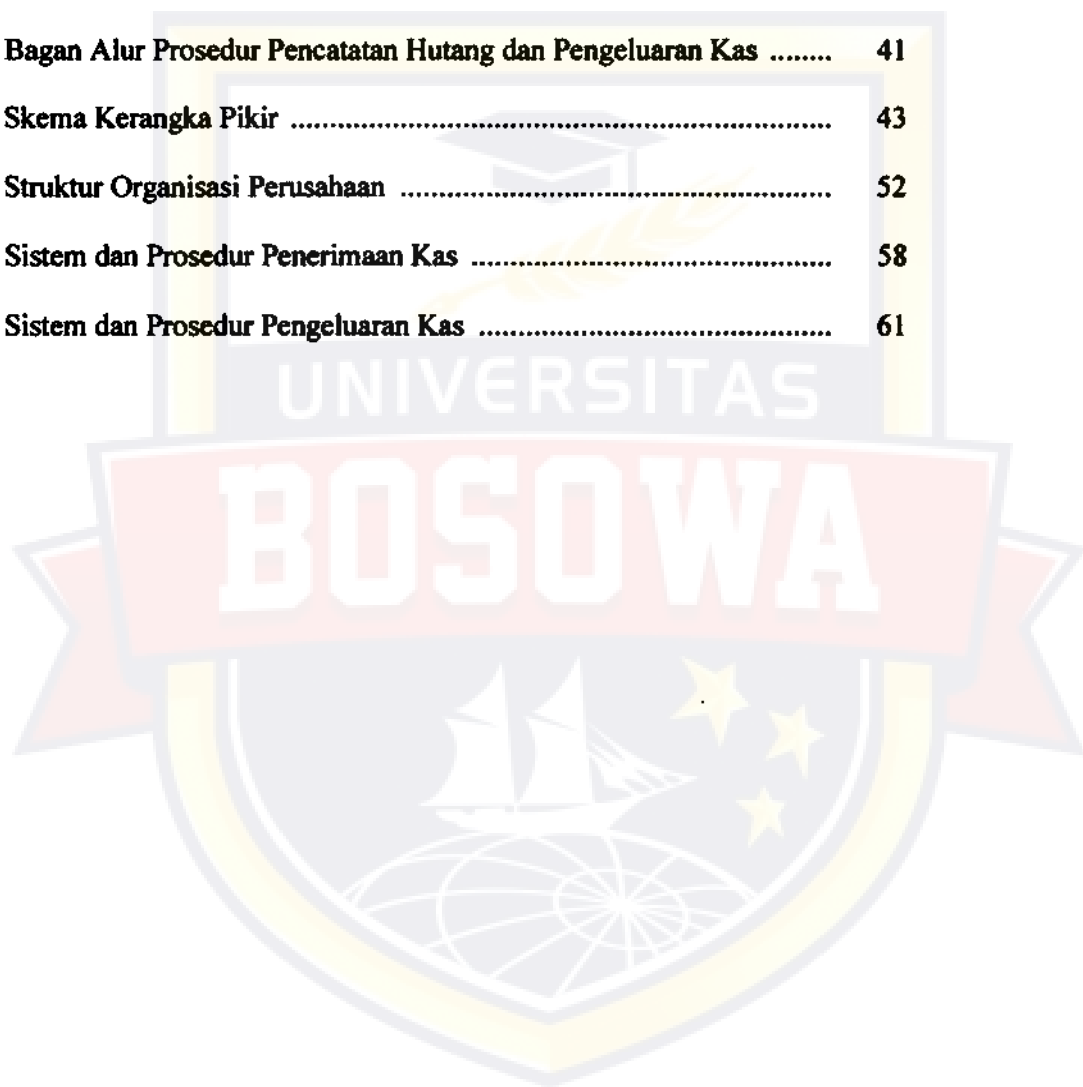 Bagan Alur Prosedur Pencatatan Hutang dan Pengeluaran Kas ........ 41
Skema Kerangka Pikir ................................................................ 43
Struktur Organisasi Perusahaan .................................................. 52
Sistem dan Prosedur Penerimaan Kas .......................................... 58
Sistem dan Prosedur Pengeluaran Kas ......................................... 61
UNIVERSITAS
BOSOWA